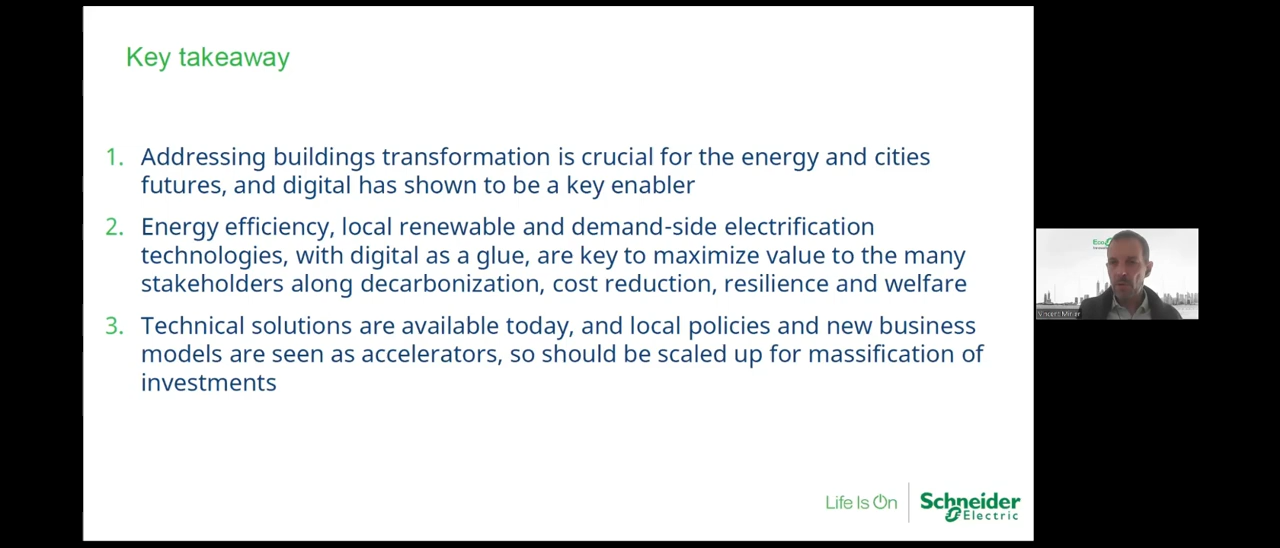 Key takeaway
1. Addressing buildings transformation is crucial for the energy and cities
futures, and digital has shown to be a key enabler
2. Energy efficiency, local renewable and demand-side electrification
technologies, with digital as a glue, are key to maximize value to the many
stakeholders along decarbonization, cost reduction, resilience and welfare
3. Technical solutions are available today, and local policies and new business
models are seen as accelerators, so should be scaled up for massification of
investments
Life Is On
Schneider
Electric
Eco
Vincent Minier